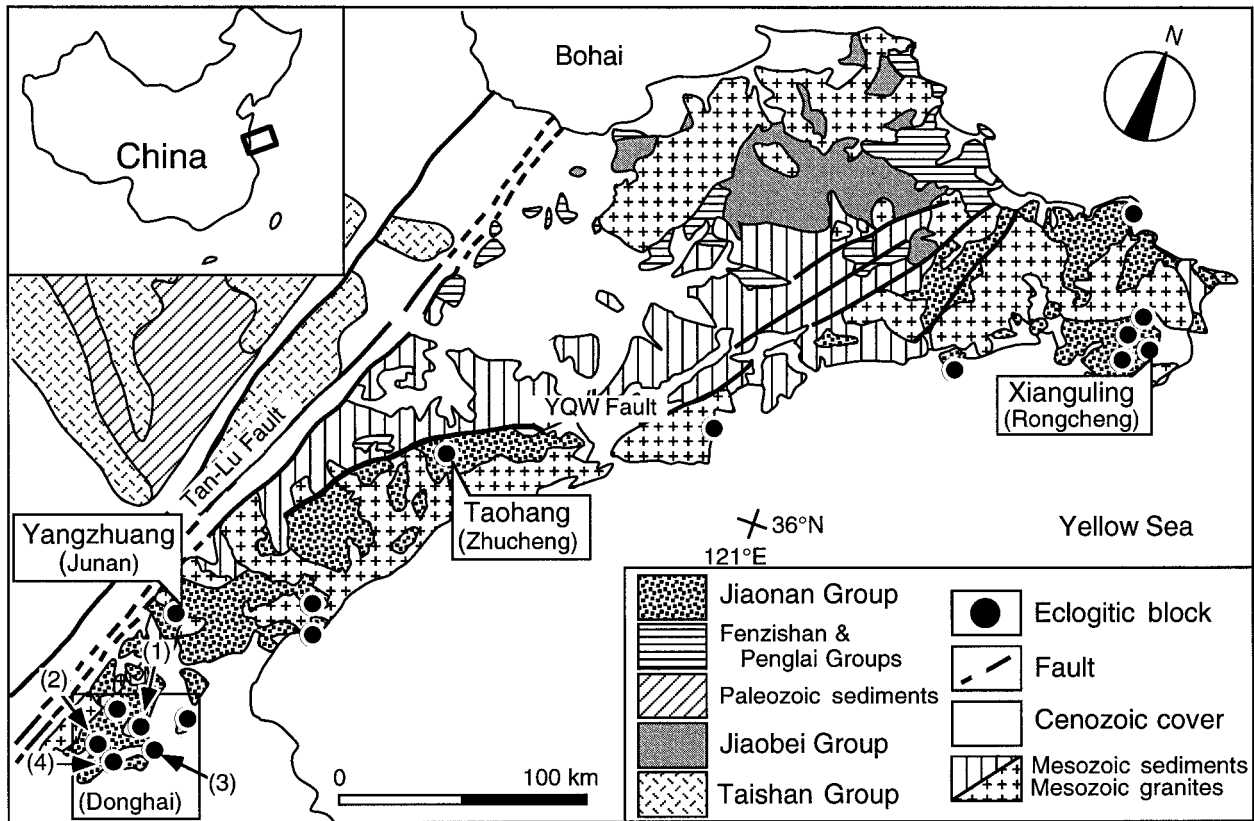 China
Bohai
N
Tan-Lu Fault
YQW Fault
Xianguling
(Rongcheng)
Taohang
(Zhucheng)
36°N
121°E
Yellow Sea
Yangzhuang
(Junan)
(1)
(2)
(3)
(4)
(Donghai)
0 100 km
Jiaonan Group
Fenzishan &
Penglai Groups
Paleozoic sediments
Jiaobei Group
Taishan Group
Eclogitic block
Fault
Cenozoic cover
Mesozoic sediments
Mesozoic granites